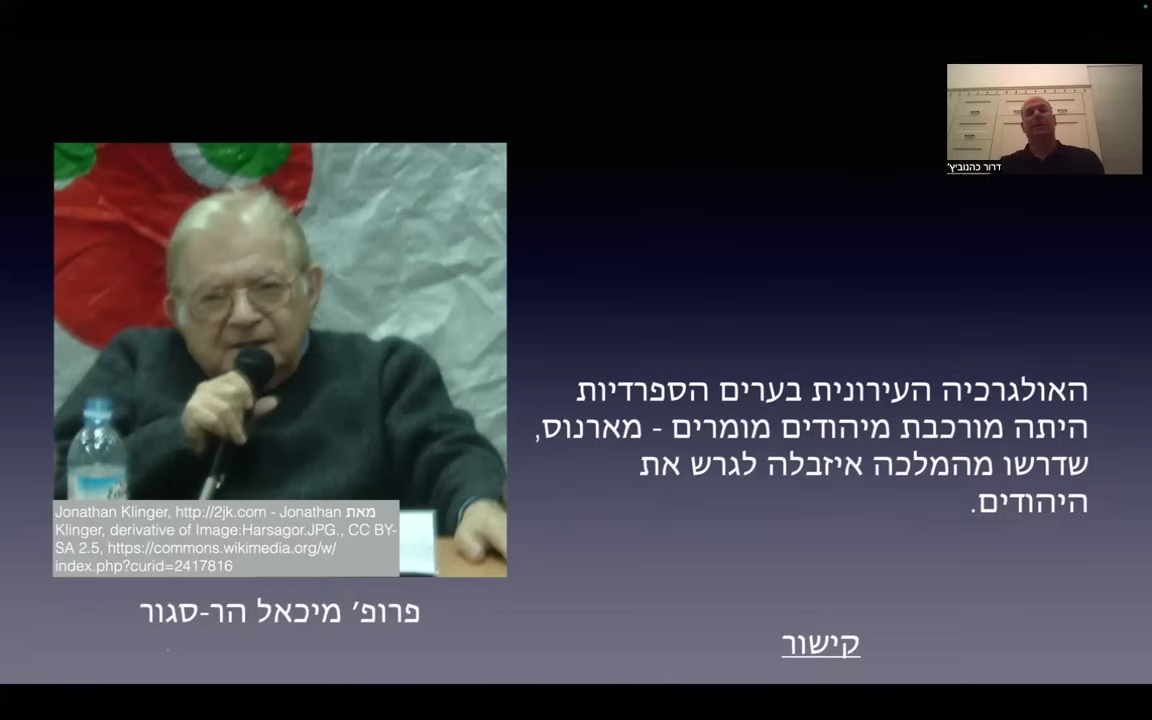 דרור כהנוביץ'
האולגרכיה העירונית בערים הספרדיות
היתה מורכבת מיהודים מומרים - מארנוס,
שדרשו מהמלכה איזבלה לגרש את
היהודים.
מאת Jonathan Klinger, http://2jk.com - Jonathan
Klinger, derivative of Image:Harsagor.JPG., CC BY-
SA 2.5, https://commons.wikimedia.org/w/
index.php?curid=2417816
פרופ' מיכאל הר-סגור
קישור